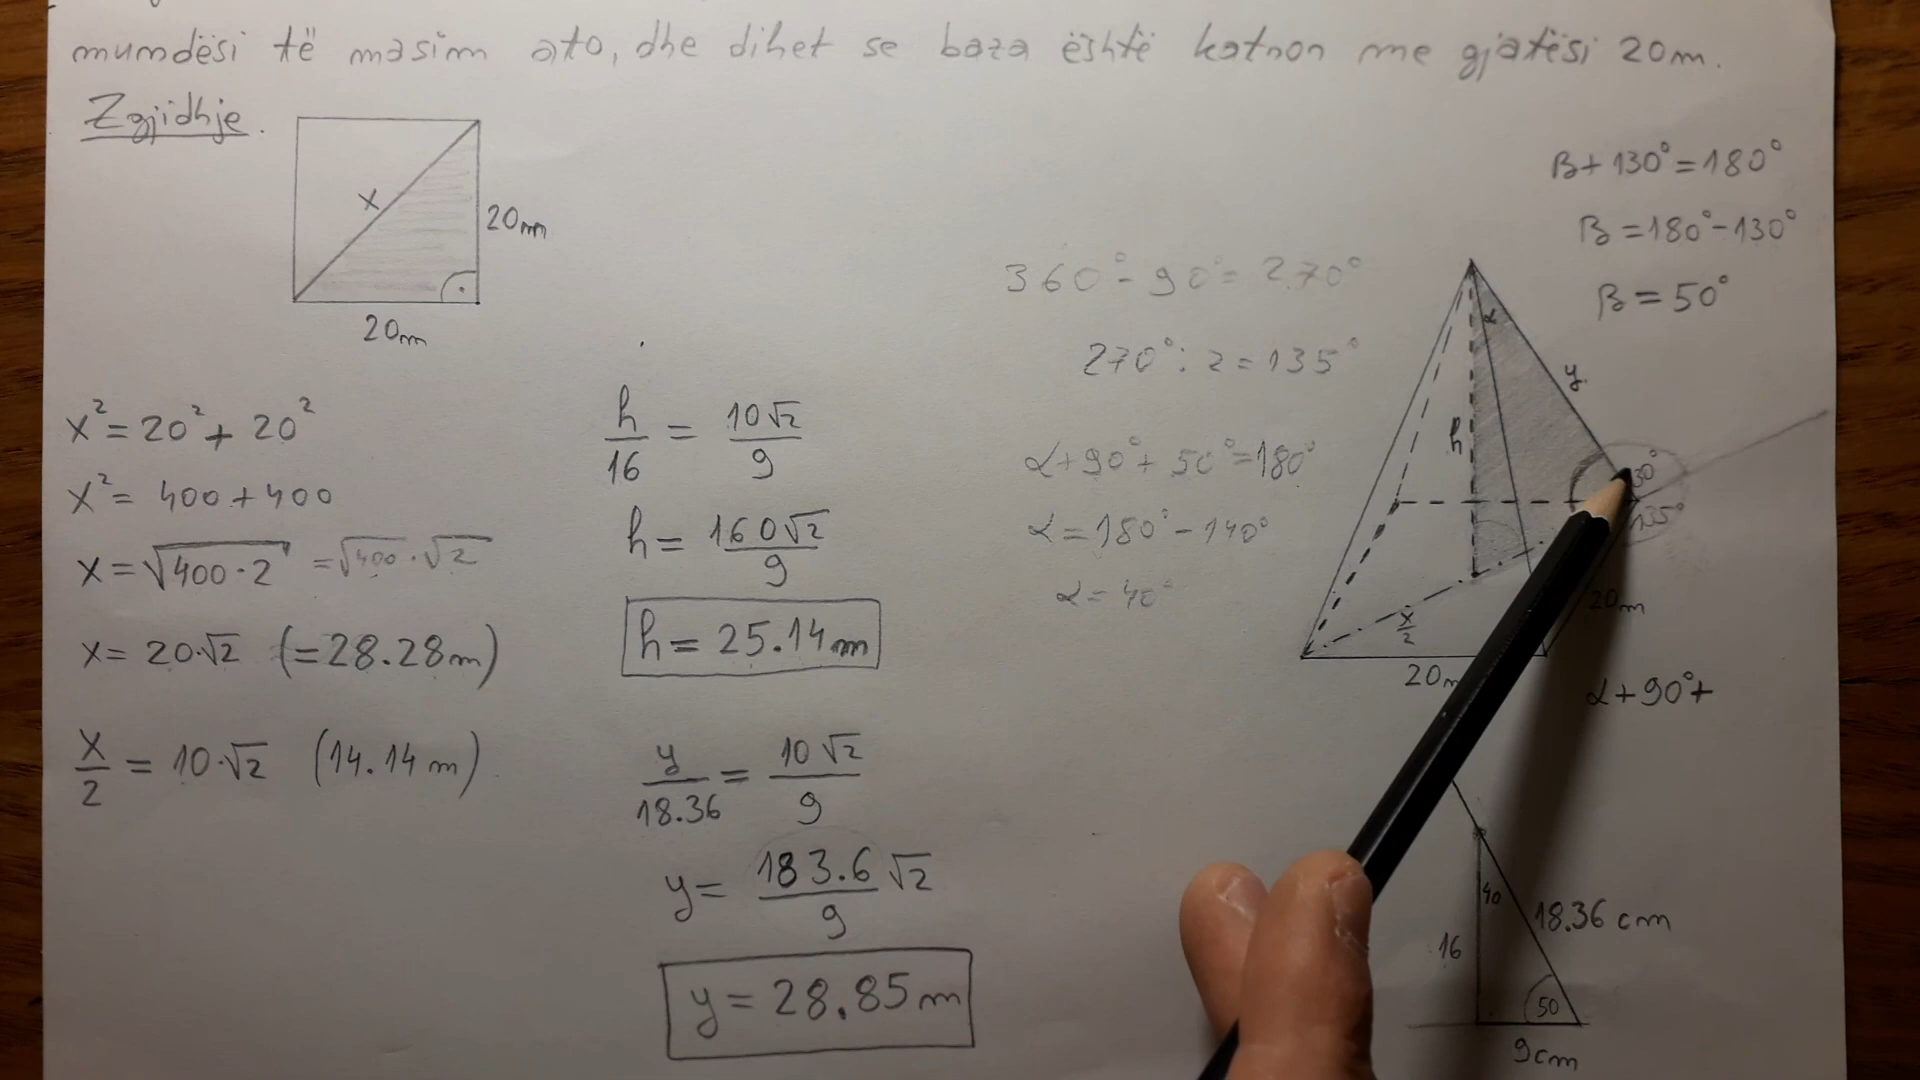 mumdësi të masim ato, dhe dihet se baza është katror me gjatësi 20m.
Zgjidhje.
x
20m
20m
x² = 20² + 20²
x² = 400 + 400
x = √400·2 = √400 · √2
x = 20·√2 (= 28.28m)
x/2 = 10·√2 (14.14 m)
h/16 = 10√2/9
h = 160√2/9
h = 25.14m
y/18.36 = 10√2/9
y = 183.6√2/9
y = 28.85m
360° - 90° = 270°
270° : 2 = 135°
α + 90° + 50° = 180°
α = 180° - 140°
α = 40°
β + 130° = 180°
β = 180° - 130°
β = 50°
α
y
h
30°
135°
x/2
20m
20m
α + 90° +
40
18.36 cm
16
50
9cm